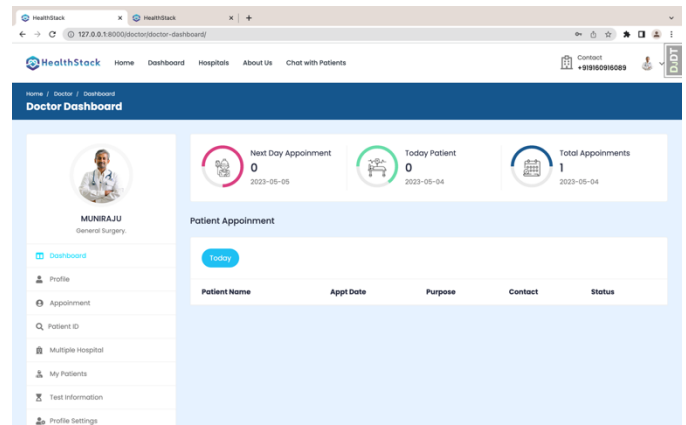 HealthStack
HealthStack
127.0.0.1:8000/doctor/doctor-dashboard/
HealthStack
Home Dashboard Hospitals About Us Chat with Patients
Contact
+919160916089
DJDT
Home / Doctor / Dashboard
Doctor Dashboard
MUNIRAJU
General Surgery.
Dashboard
Profile
Appoinment
Patient ID
Multiple Hospital
My Patients
Test Information
Profile Settings
Next Day Appoinment
0
2023-05-05
Today Patient
0
2023-05-04
Total Appoinments
1
2023-05-04
Patient Appoinment
Today
Patient Name Appt Date Purpose Contact Status